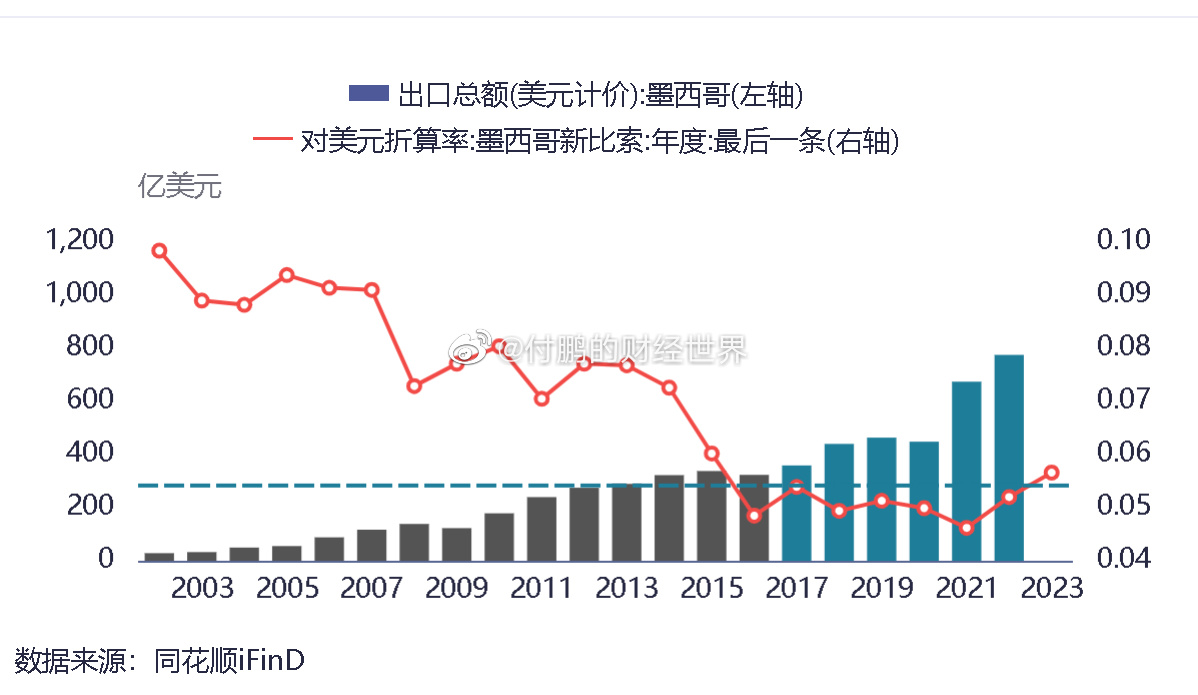 出口总额(美元计价):墨西哥(左轴)
对美元折算率:墨西哥新比索:年度:最后一条(右轴)
亿美元
1,200 0.10
1,000 0.09
800 @付鹏的财经世界 0.08
600 0.07
400 0.06
200 0.05
0 0.04
2003 2005 2007 2009 2011 2013 2015 2017 2019 2021 2023
数据来源：同花顺iFinD